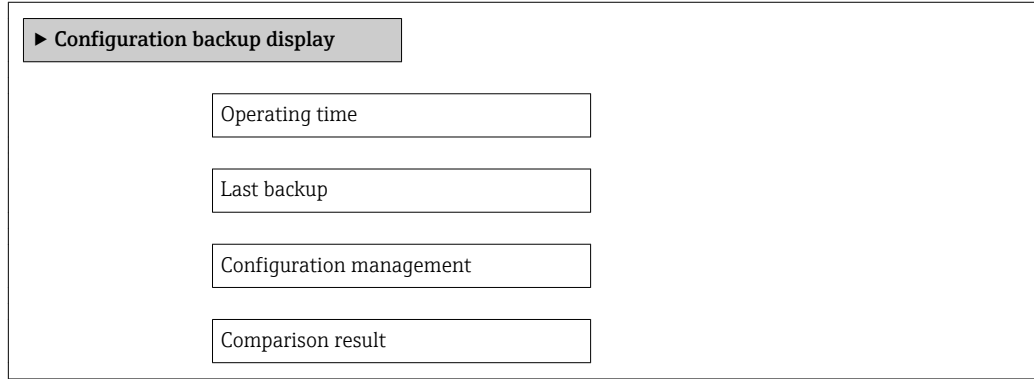 ► Configuration backup display
Operating time
Last backup
Configuration management
Comparison result